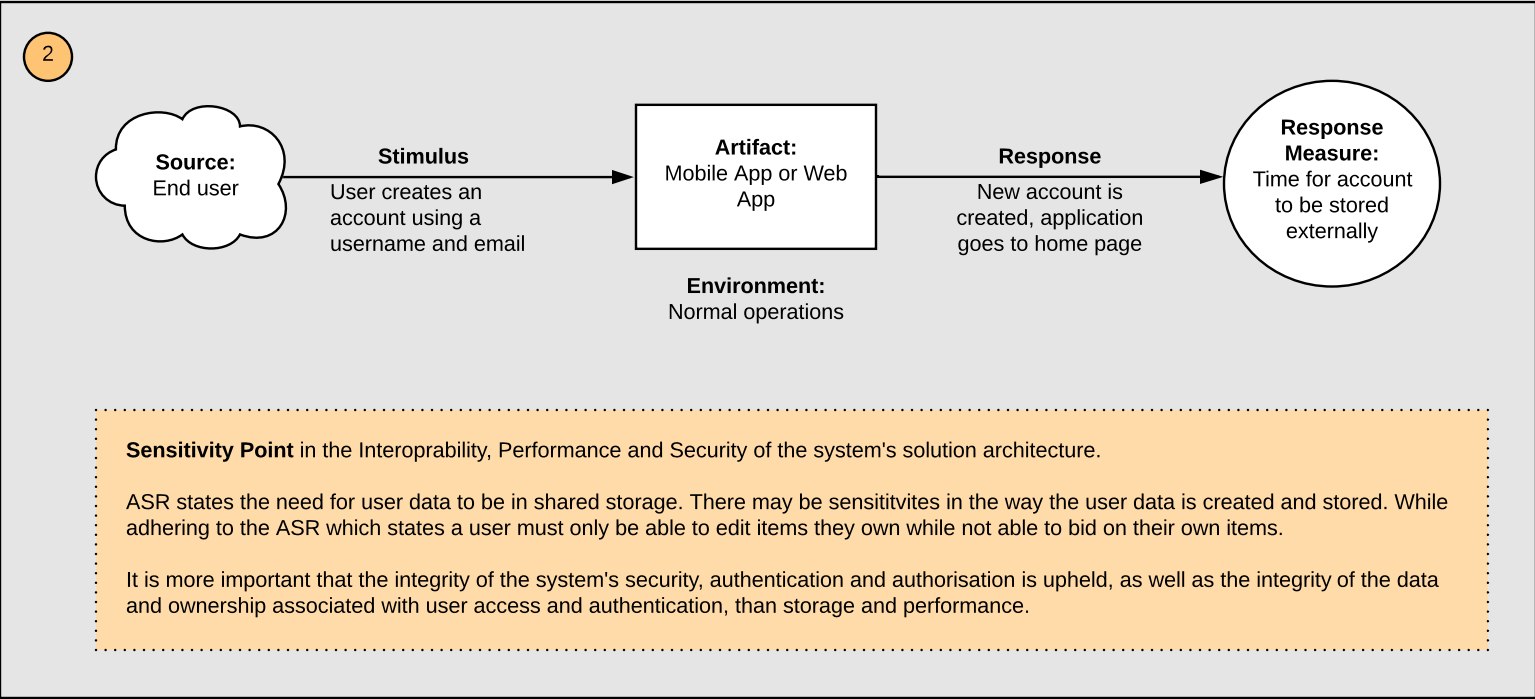 2
Source:
End user
Stimulus
User creates an
account using a
username and email
Artifact:
Mobile App or Web
App
Environment:
Normal operations
Response
New account is
created, application
goes to home page
Response
Measure:
Time for account
to be stored
externally
Sensitivity Point in the Interoprability, Performance and Security of the system's solution architecture.
ASR states the need for user data to be in shared storage. There may be sensititvites in the way the user data is created and stored. While
adhering to the ASR which states a user must only be able to edit items they own while not able to bid on their own items.
It is more important that the integrity of the system's security, authentication and authorisation is upheld, as well as the integrity of the data
and ownership associated with user access and authentication, than storage and performance.